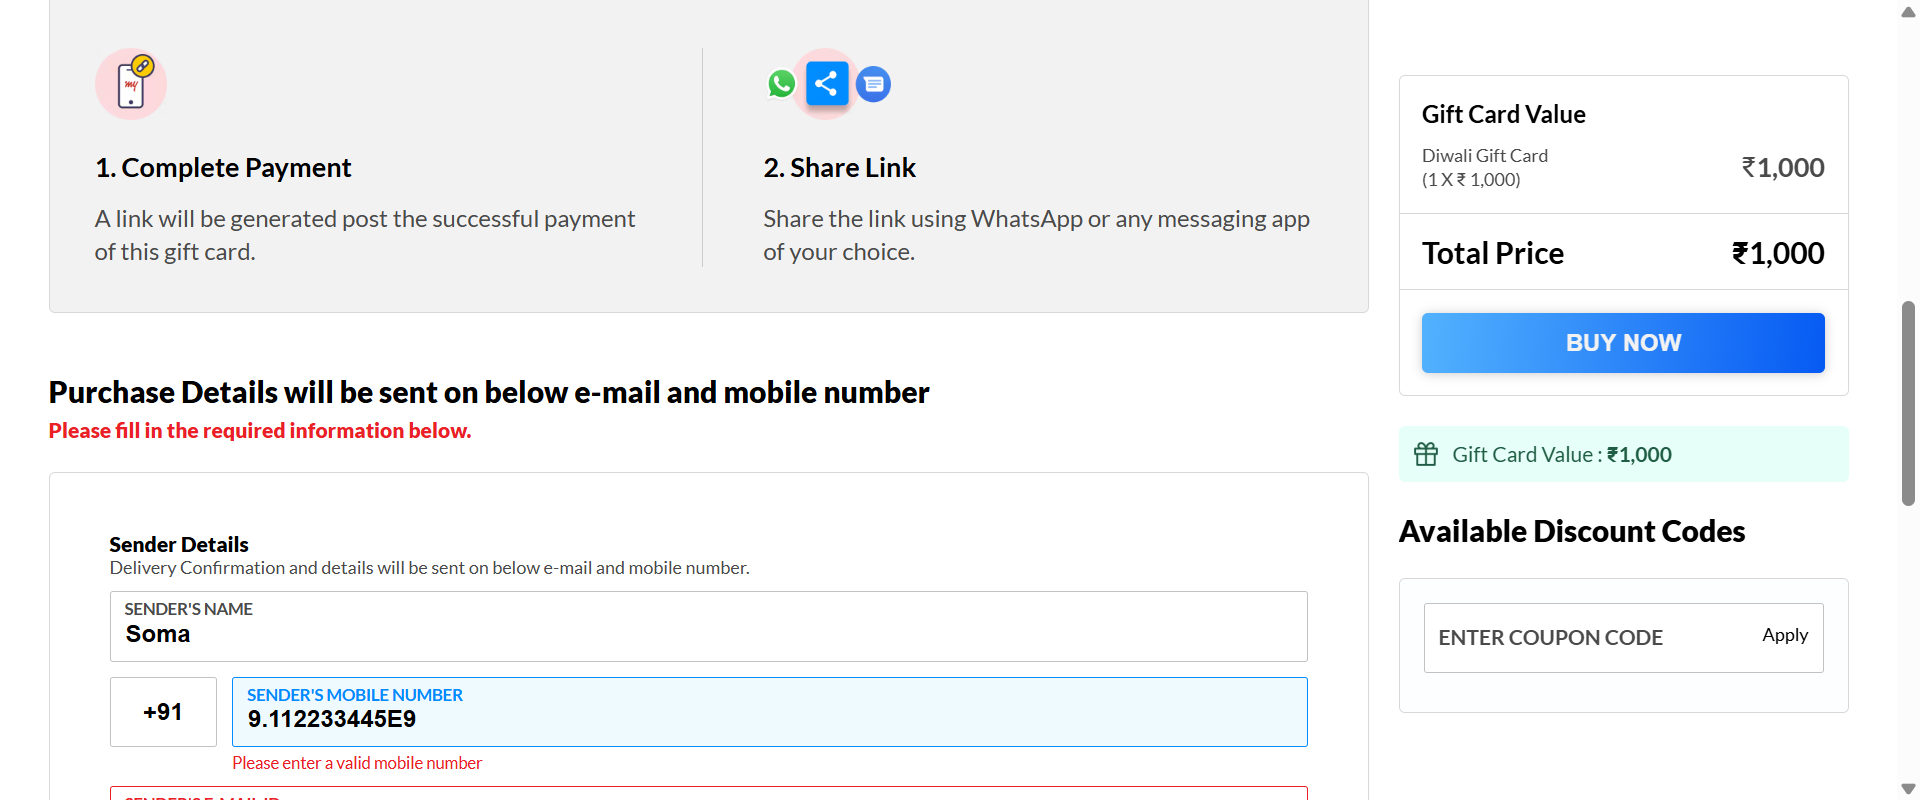 my
1. Complete Payment
A link will be generated post the successful payment
of this gift card.
2. Share Link
Share the link using WhatsApp or any messaging app
of your choice.
Purchase Details will be sent on below e-mail and mobile number
Please fill in the required information below.
Sender Details
Delivery Confirmation and details will be sent on below e-mail and mobile number.
SENDER'S NAME
Soma
+91
SENDER'S MOBILE NUMBER
9.112233445E9
Please enter a valid mobile number
SENDER'S E-MAIL ID
Gift Card Value
Diwali Gift Card
(1 X ₹ 1,000)
₹1,000
Total Price
₹1,000
BUY NOW
Gift Card Value : ₹1,000
Available Discount Codes
ENTER COUPON CODE
Apply